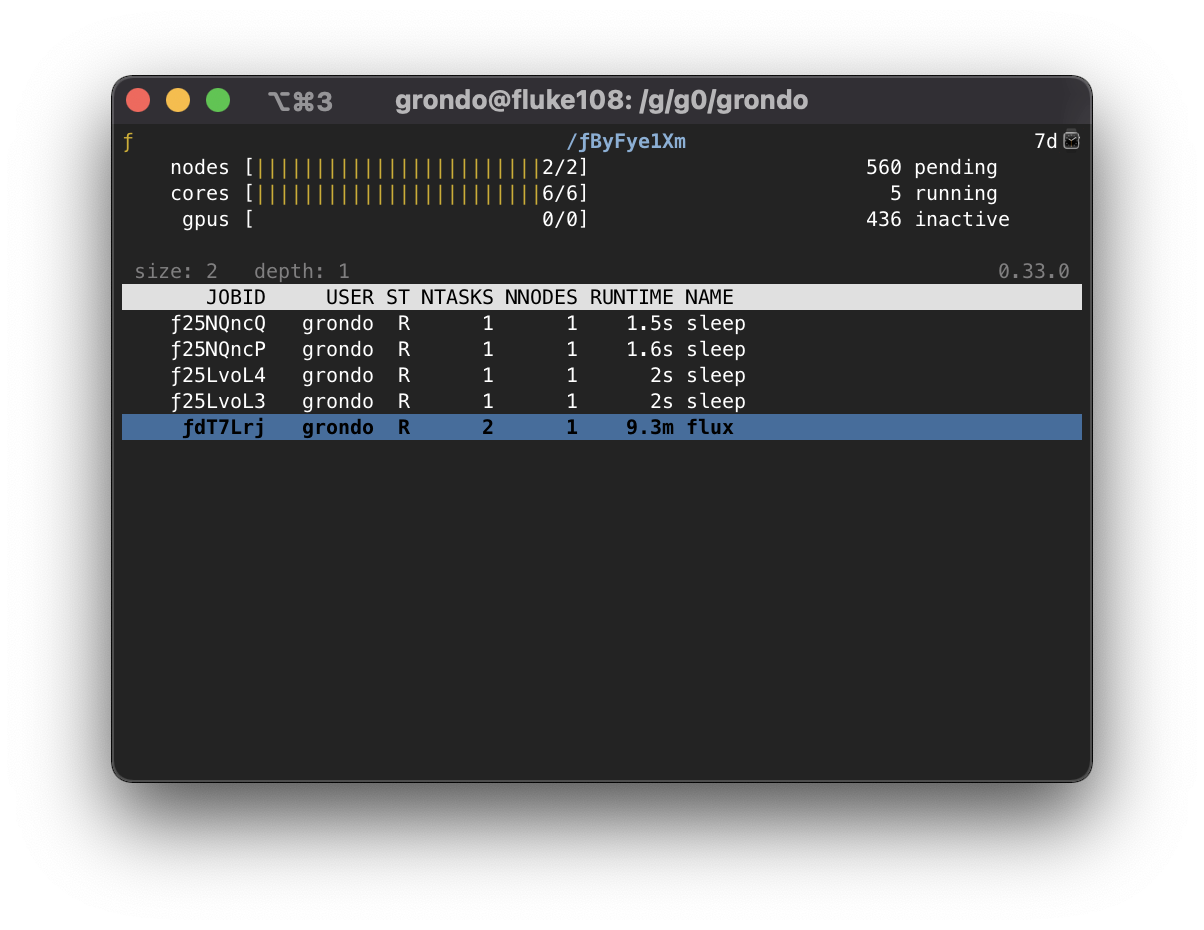 ⌥⌘3 grondo@fluke108: /g/g0/grondo
ƒ /ƒByFye1Xm 7d
nodes [||||||||||||||||||||||||2/2] 560 pending
cores [||||||||||||||||||||||||6/6] 5 running
gpus [ 0/0] 436 inactive
size: 2 depth: 1 0.33.0
JOBID USER ST NTASKS NNODES RUNTIME NAME
ƒ25NQncQ grondo R 1 1 1.5s sleep
ƒ25NQncP grondo R 1 1 1.6s sleep
ƒ25LvoL4 grondo R 1 1 2s sleep
ƒ25LvoL3 grondo R 1 1 2s sleep
ƒdT7Lrj grondo R 2 1 9.3m flux